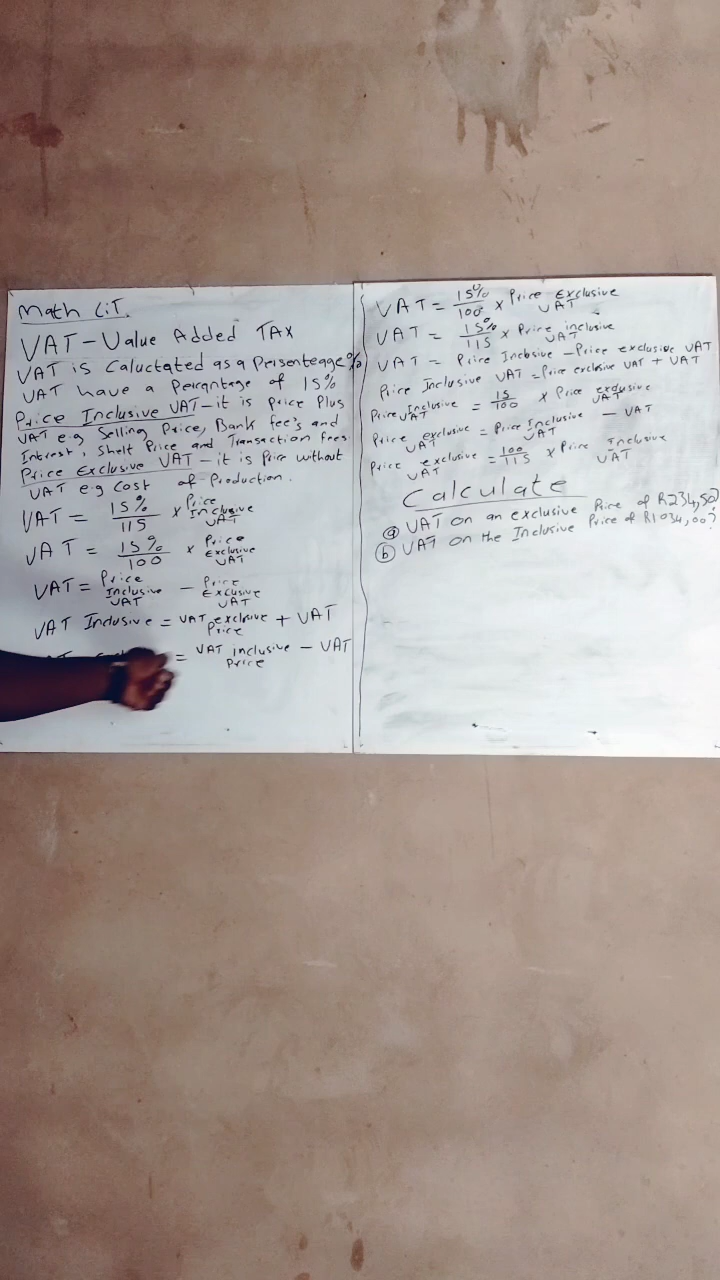 Math LiT.
VAT - Value Added TAX
VAT is Caluctated as a Persenteage %
VAT have a Percantage of 15%
Price Inclusive VAT - it is Price Plus
VAT e.g Selling Price, Bank fee's and
Interest, Shelt Price and Transaction fees
Price Exclusive VAT - it is Price without
VAT e.g Cost of Production.
VAT = 15%/115 x Price Inclusive VAT
VAT = 15%/100 x Price Exclusive VAT
VAT = Price Inclusive VAT - Price Exclusive VAT
VAT Inclusive = VAT exclusive Price + VAT
= VAT inclusive Price - VAT
VAT = 15%/100 x Price Exclusive VAT
VAT = 15%/115 x Price inclusive VAT
VAT = Price Inclusive - Price exclusive VAT
Price Inclusive VAT = Price exclusive VAT + VAT
Price Inclusive VAT = 15/100 x Price exclusive VAT
Price exclusive VAT = Price Inclusive VAT - VAT
Price exclusive VAT = 100/115 x Price Inclusive VAT
Calculate
(a) VAT on an exclusive Price of R234,50?
(b) VAT on the Inclusive Price of R1034,00?